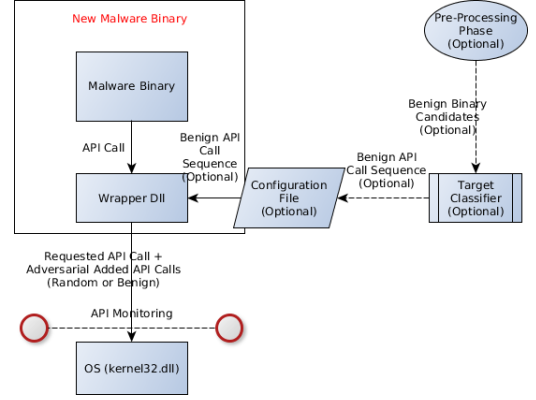 New Malware Binary
Pre-Processing
Phase
(Optional)
Malware Binary
Benign Binary
Candidates
(Optional)
API Call
Benign API
Call
Sequence
(Optional)
Benign API
Call Sequence
(Optional)
Wrapper Dll
Configuration
File
(Optional)
Target
Classifier
(Optional)
Requested API Call +
Adversarial Added API Calls
(Random or Benign)
API Monitoring
OS (kernel32.dll)